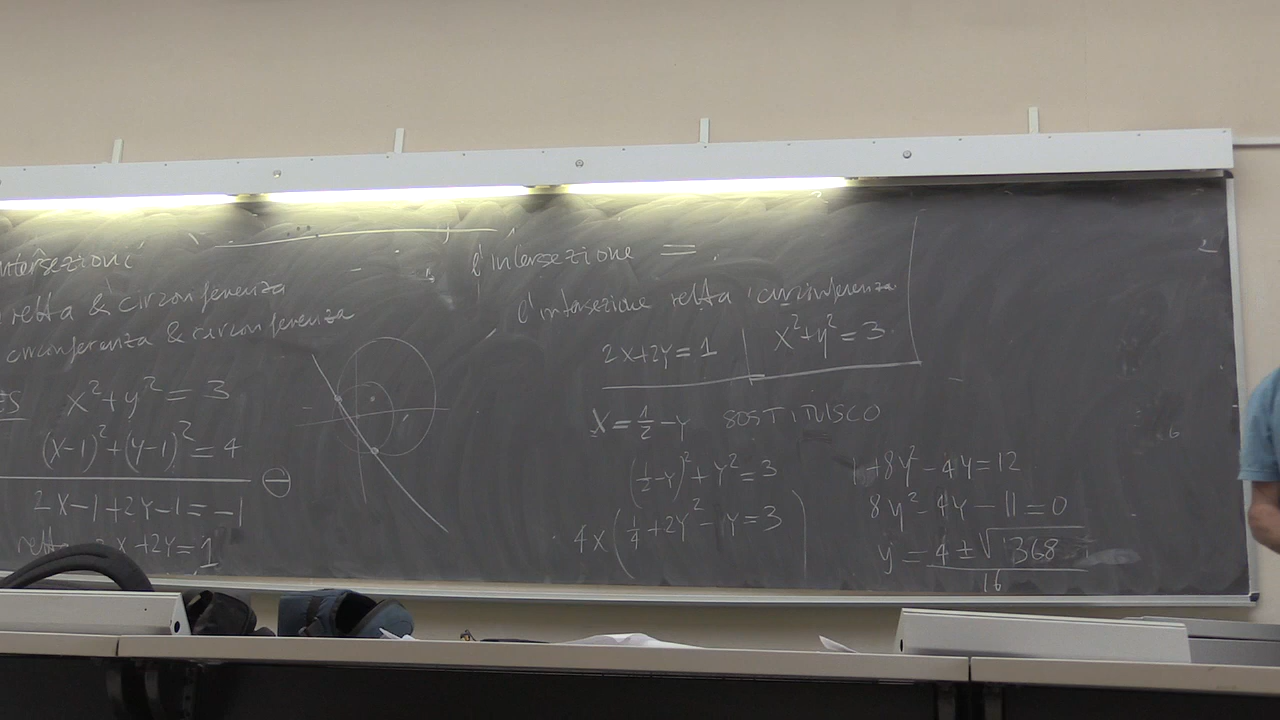 intersezioni
retta & circonferenza
circonferenza & circonferenza
ES x²+y²=3
(x-1)²+(y-1)²=4
2x-1+2y-1=-1
retta 2x+2y=1
l'intersezione =
l'intersezione retta circonferenza
2x+2y=1 | x²+y²=3
x=1/2-y SOSTITUISCO
(1/2-y)²+y²=3
4x(1/4+2y²-y=3)
1+8y²-4y=12
8y²-4y-11=0
y=4±√368
16